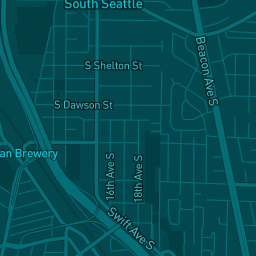 South Seattle
S Shelton St
Beacon Ave S
S Dawson St
an Brewery
16th Ave S
18th Ave S
Swift Ave S